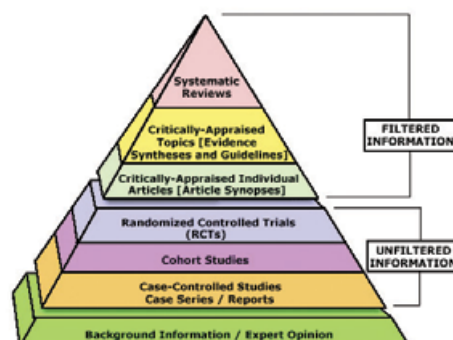 Systematic
Reviews
Critically-Appraised
Topics [Evidence
Syntheses and Guidelines]
Critically-Appraised Individual
Articles [Article Synopses]
FILTERED
INFORMATION
Randomized Controlled Trials
(RCTs)
Cohort Studies
UNFILTERED
INFORMATION
Case-Controlled Studies
Case Series / Reports
Background Information / Expert Opinion